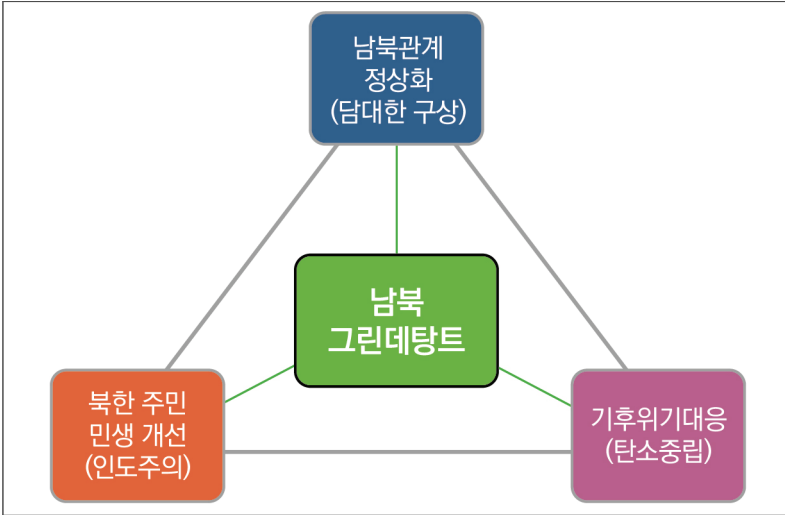 남북관계
정상화
(담대한 구상)
남북
그린데탕트
북한 주민
민생 개선
(인도주의)
기후위기대응
(탄소중립)